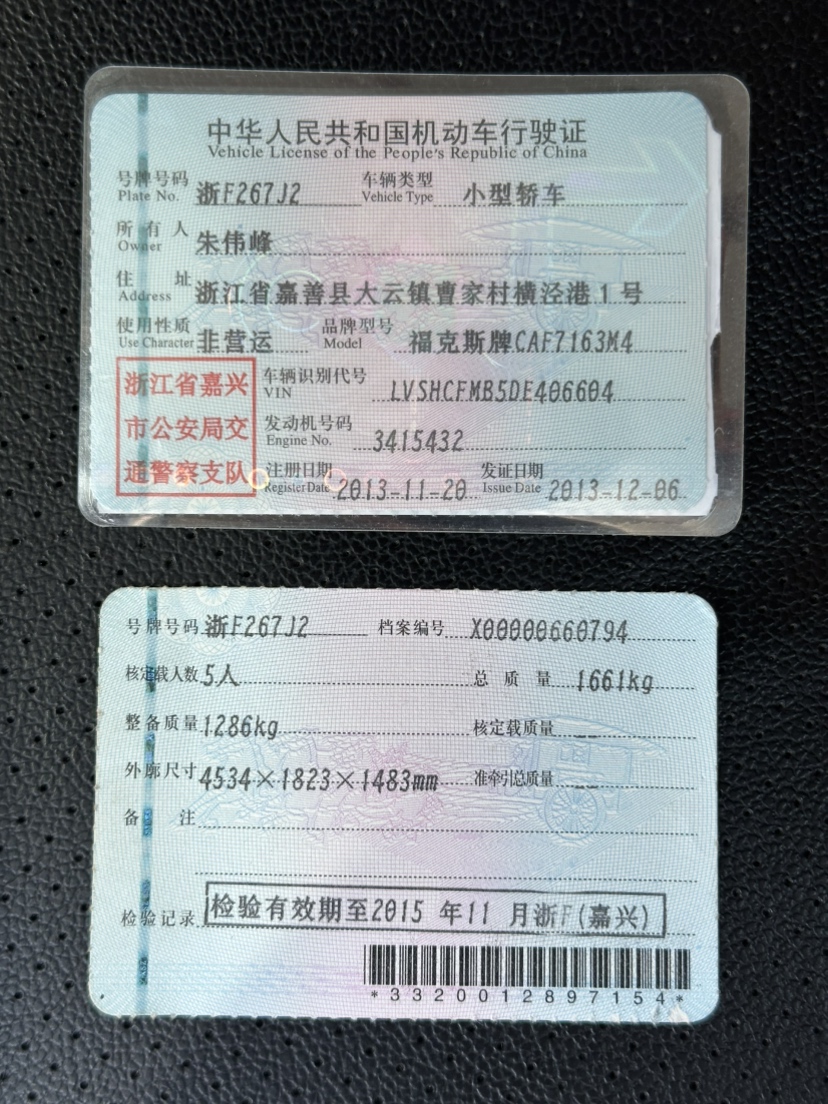 中华人民共和国机动车行驶证
Vehicle License of the People's Republic of China
号牌号码 浙F267J2 车辆类型 小型轿车
Plate No. Vehicle Type
所有人 朱伟峰
Owner
住址 浙江省嘉善县大云镇曹家村横泾港1号
Address
使用性质 非营运 品牌型号 福克斯牌CAF7163M4
Use Character Model
浙江省嘉兴
市公安局交
通警察支队
车辆识别代号 LVSHCFMB5DE406604
VIN
发动机号码 3415432
Engine No.
注册日期 2013-11-20 发证日期 2013-12-06
Register Date Issue Date
号牌号码 浙F267J2 档案编号 X00000660794
核定载人数 5人 总质量 1661kg
整备质量 1286kg 核定载质量 --
外廓尺寸 4534×1823×1483mm 准牵引总质量 --
备注
检验记录 检验有效期至2015 年11 月浙F(嘉兴)
*3320012897154*